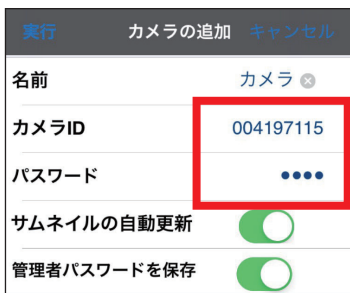 実行 カメラの追加 キャンセル
名前 カメラ
カメラID 004197115
パスワード ●●●●
サムネイルの自動更新
管理者パスワードを保存